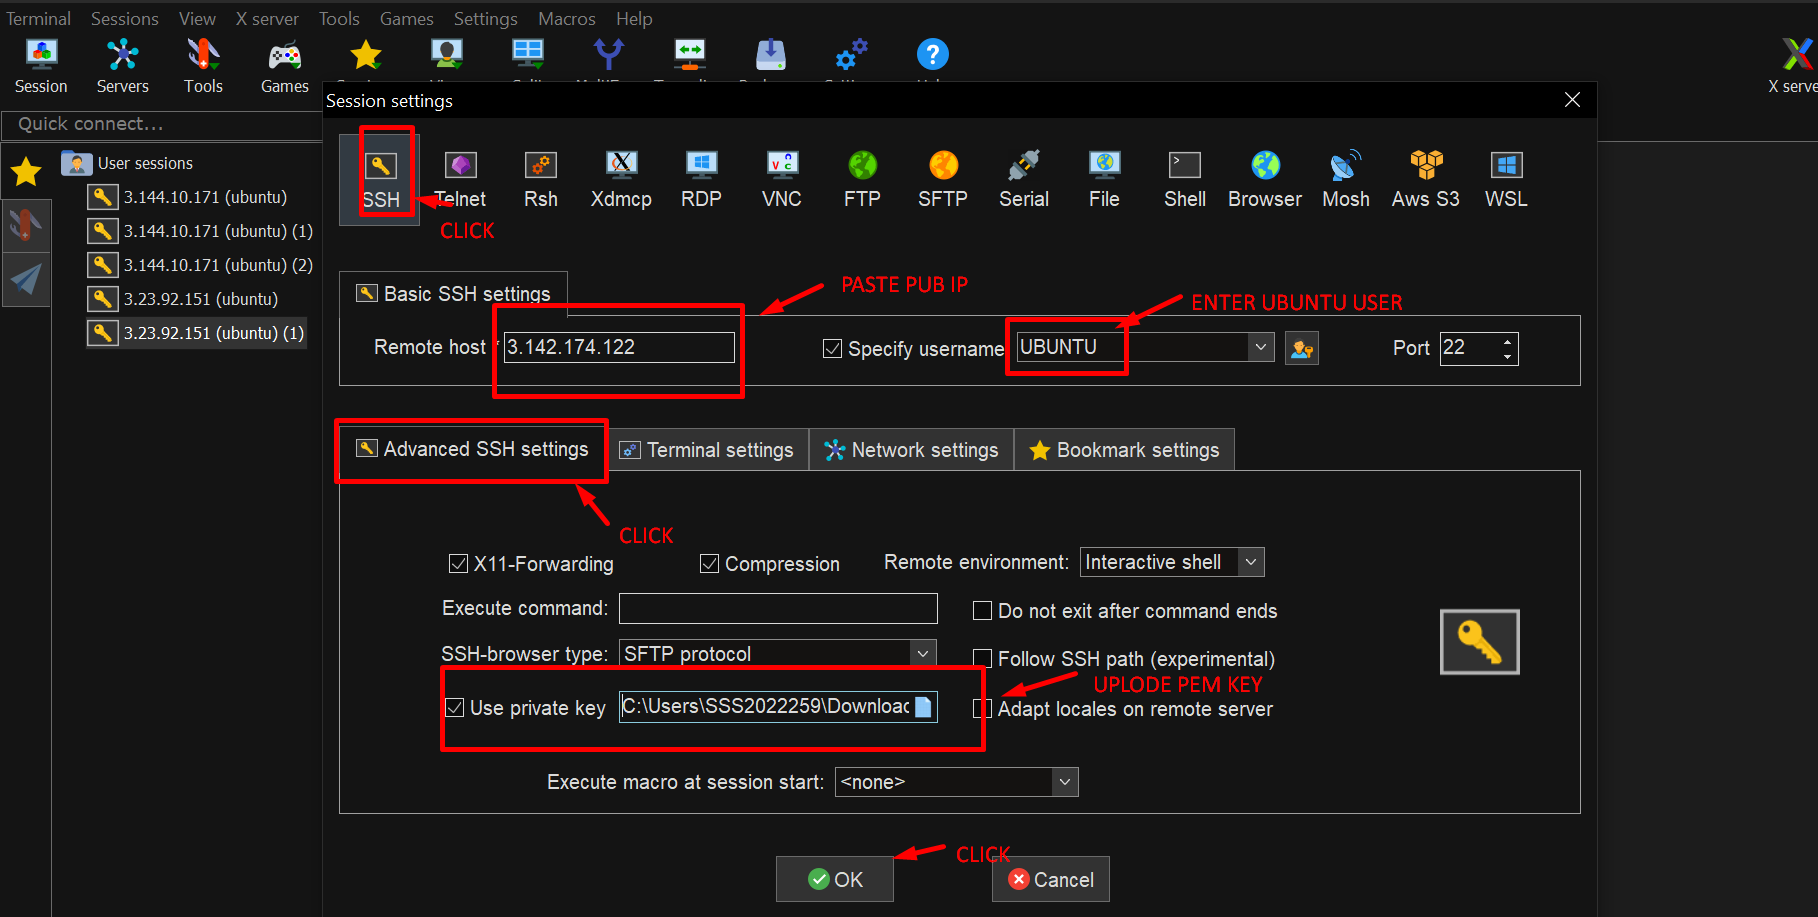 Terminal Sessions View X server Tools Games Settings Macros Help
Session Servers Tools Games
X serve
Session settings
Quick connect...
User sessions
3.144.10.171 (ubuntu)
3.144.10.171 (ubuntu) (1)
3.144.10.171 (ubuntu) (2)
3.23.92.151 (ubuntu)
3.23.92.151 (ubuntu) (1)
SSH Telnet Rsh Xdmcp RDP VNC FTP SFTP Serial File Shell Browser Mosh Aws S3 WSL
CLICK
PASTE PUB IP
ENTER UBUNTU USER
Basic SSH settings
Remote host * 3.142.174.122 Specify username UBUNTU Port 22
Advanced SSH settings Terminal settings Network settings Bookmark settings
CLICK
X11-Forwarding Compression Remote environment: Interactive shell
Execute command: Do not exit after command ends
SSH-browser type: SFTP protocol Follow SSH path (experimental)
UPLODE PEM KEY
Use private key C:\Users\SSS2022259\Downloac Adapt locales on remote server
Execute macro at session start: <none>
CLICK
OK Cancel